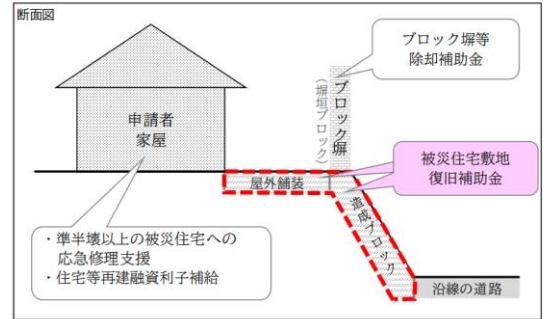 断面図
ブロック塀等
除却補助金
ブロック塀
(塀垣ブロック)
申請者
家屋
被災住宅敷地
復旧補助金
屋外舗装
造成ブロック
・準半壊以上の被災住宅への
応急修理支援
・住宅等再建融資利子補給
沿線の道路